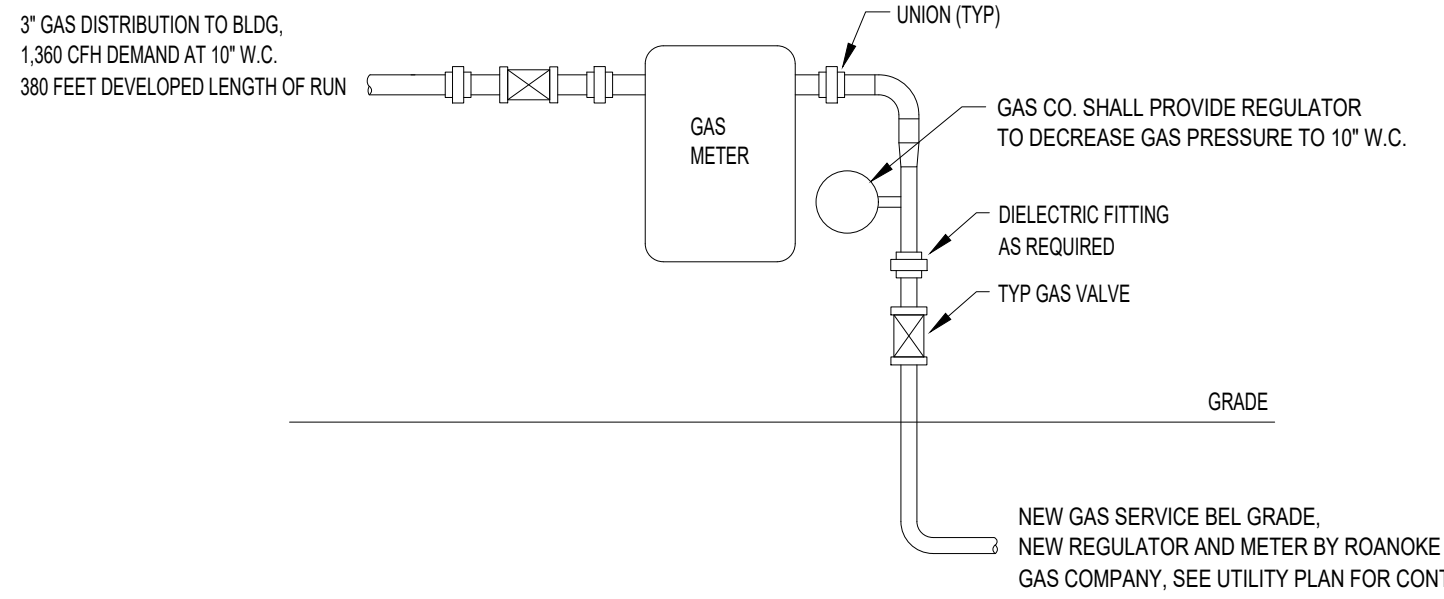 3" GAS DISTRIBUTION TO BLDG,
1,360 CFH DEMAND AT 10" W.C.
380 FEET DEVELOPED LENGTH OF RUN
UNION (TYP)
GAS
METER
GAS CO. SHALL PROVIDE REGULATOR
TO DECREASE GAS PRESSURE TO 10" W.C.
DIELECTRIC FITTING
AS REQUIRED
TYP GAS VALVE
GRADE
NEW GAS SERVICE BEL GRADE,
NEW REGULATOR AND METER BY ROANOKE
GAS COMPANY, SEE UTILITY PLAN FOR CONT